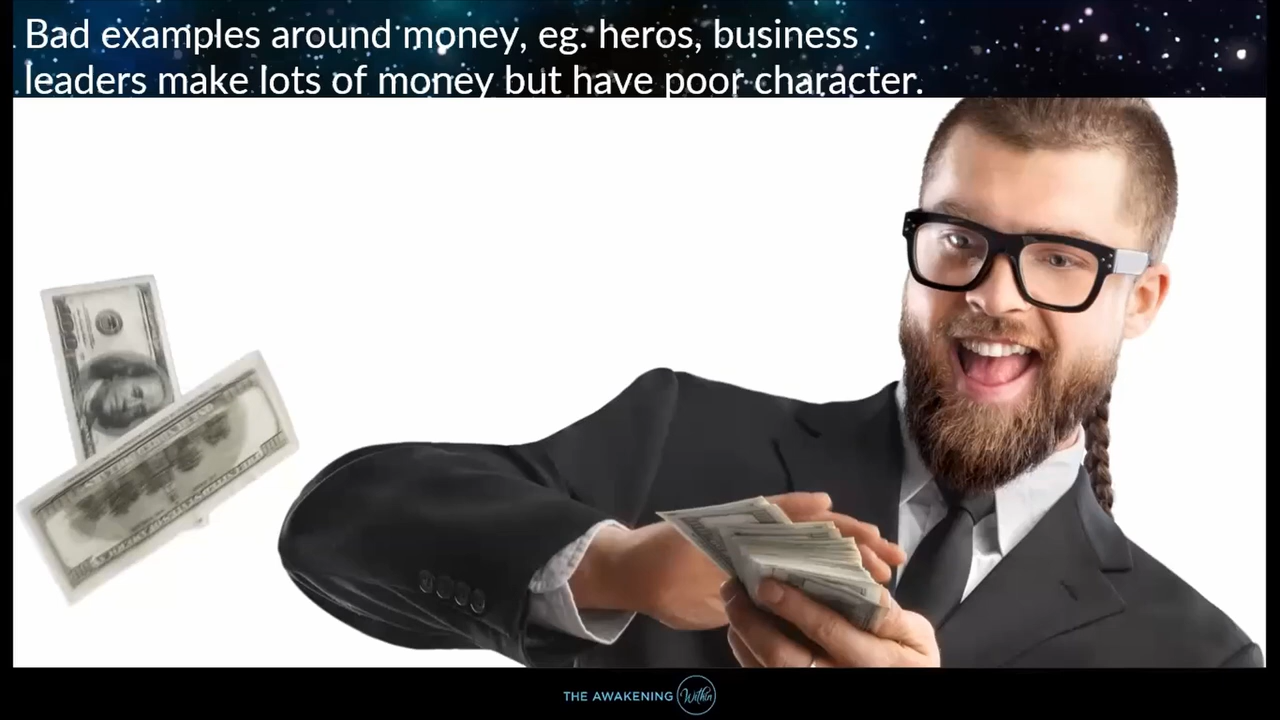 Bad examples around money, eg. heros, business
leaders make lots of money but have poor character.
THE AWAKENING Within